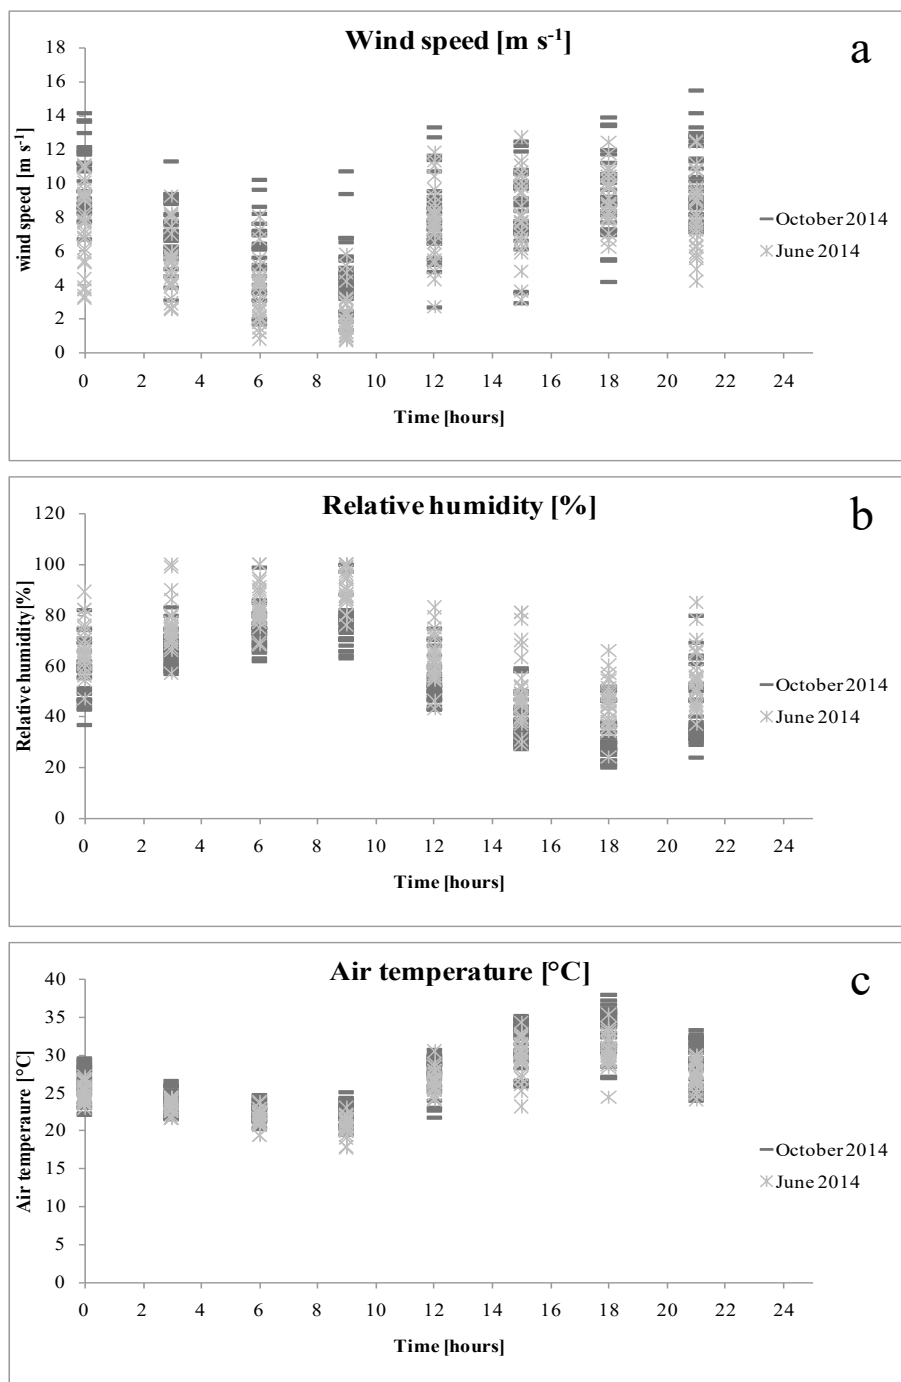 Wind speed [m s-1]
a
18
16
14
12
10
8
6
4
2
0
wind speed [m s-1]
October 2014
June 2014
0 2 4 6 8 10 12 14 16 18 20 22 24
Time [hours]
Relative humidity [%]
b
120
100
80
60
40
20
0
Relative humidity [%]
October 2014
June 2014
0 2 4 6 8 10 12 14 16 18 20 22 24
Time [hours]
Air temperature [°C]
c
40
35
30
25
20
15
10
5
0
Air temperaure [°C]
October 2014
June 2014
0 2 4 6 8 10 12 14 16 18 20 22 24
Time [hours]